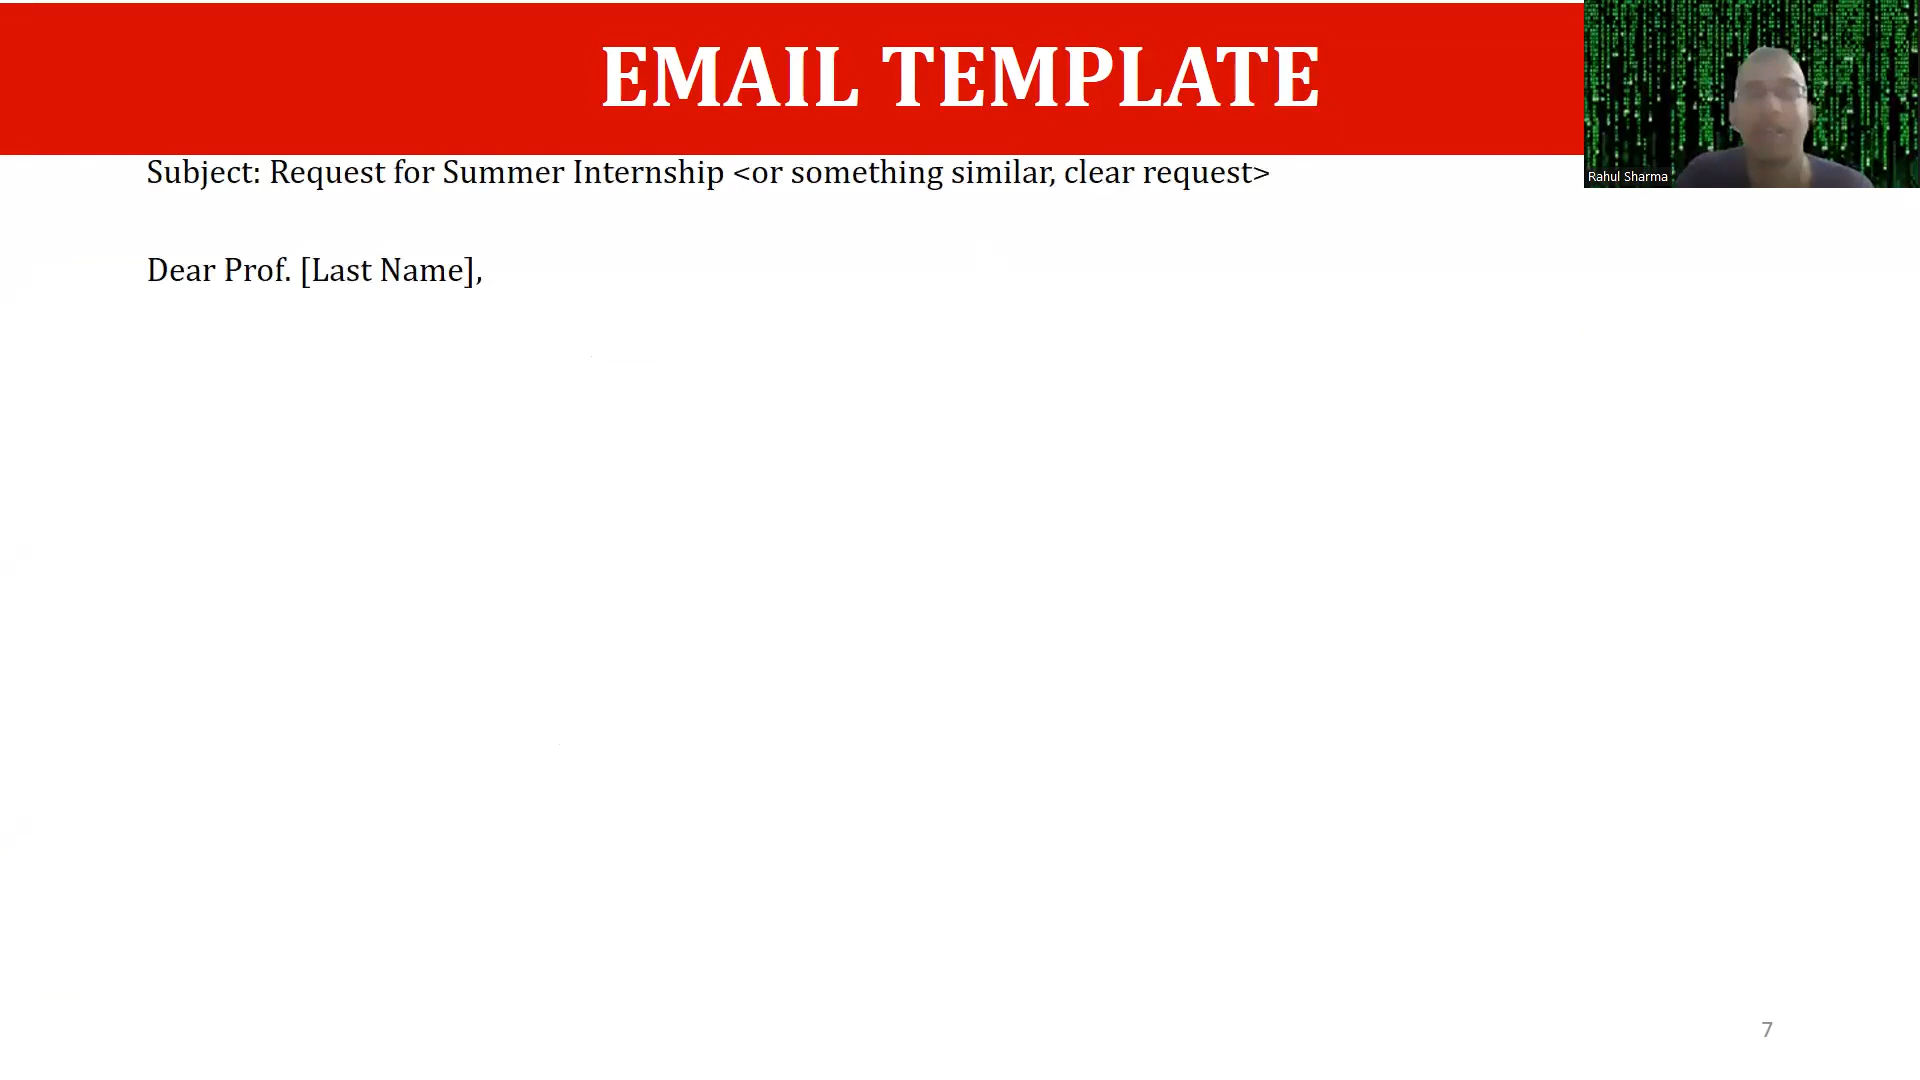 EMAIL TEMPLATE
Rahul Sharma
Subject: Request for Summer Internship <or something similar, clear request>
Dear Prof. [Last Name],
7